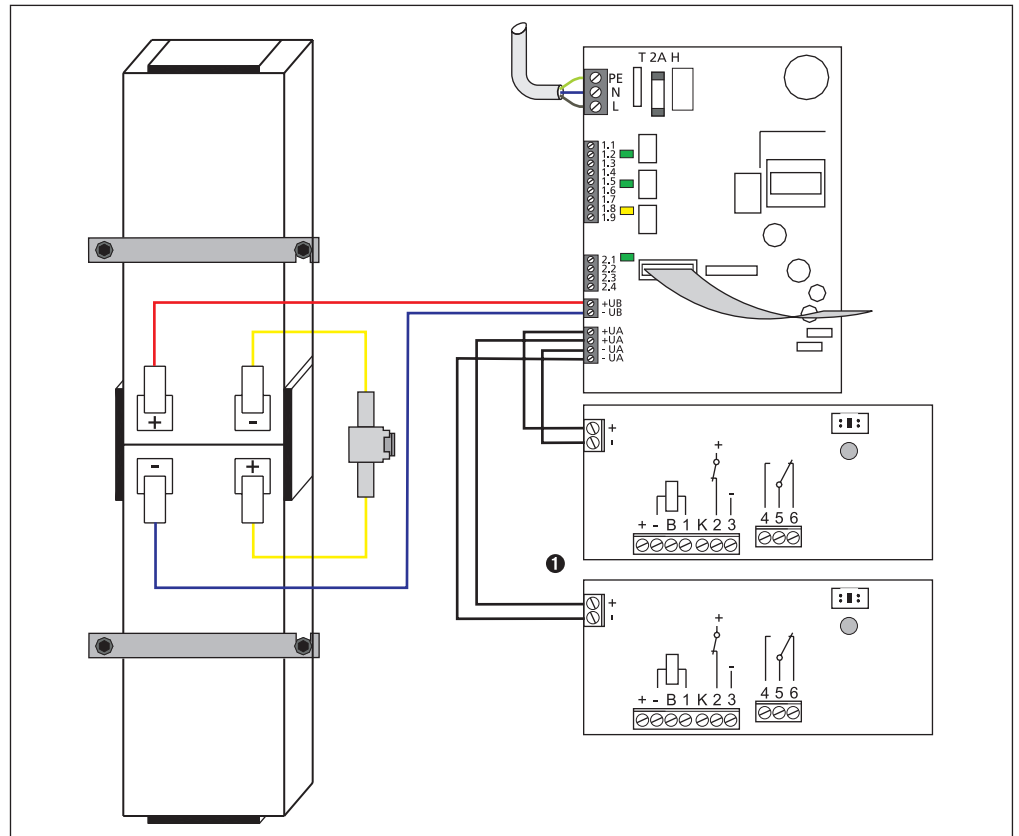 T 2A H
PE
N
L
1.1
1.2
1.3
1.4
1.5
1.6
1.7
1.8
1.9
2.1
2.2
2.3
2.4
+UB
- UB
+UA
+UA
- UA
- UA
+ -
- +
+
-
+
-
+ - B 1 K 2 3
4 5 6
1
+
-
+
-
+ - B 1 K 2 3
4 5 6